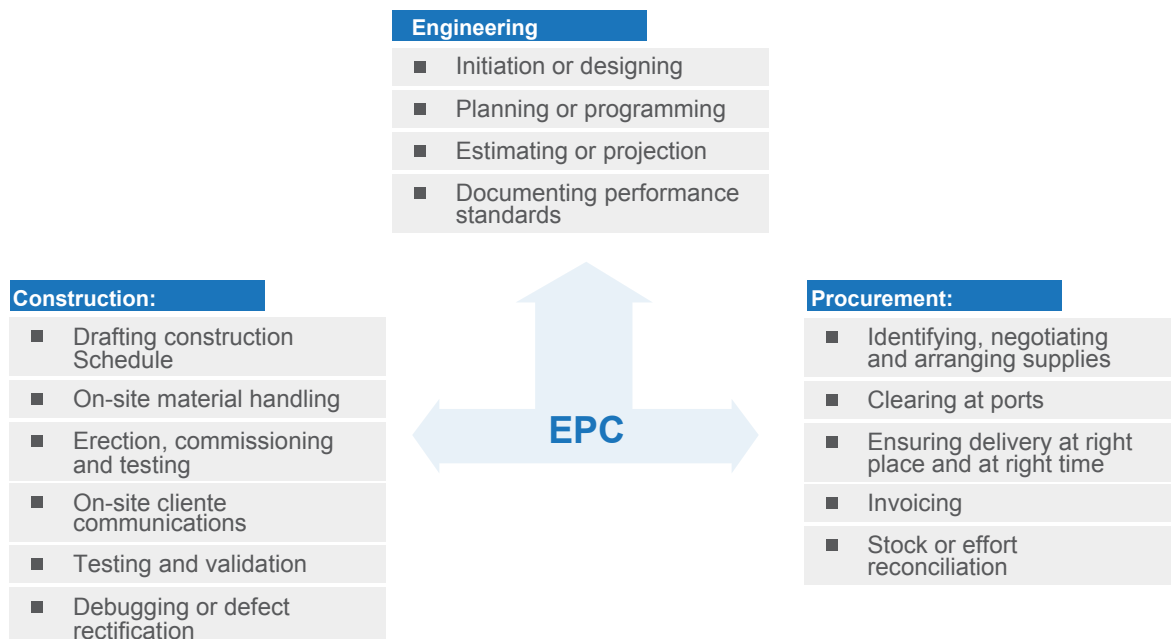 Engineering
Initiation or designing
Planning or programming
Estimating or projection
Documenting performance
standards
Construction:
Drafting construction
Schedule
On-site material handling
Erection, commissioning
and testing
On-site cliente
communications
Testing and validation
Debugging or defect
rectification
EPC
Procurement:
Identifying, negotiating
and arranging supplies
Clearing at ports
Ensuring delivery at right
place and at right time
Invoicing
Stock or effort
reconciliation